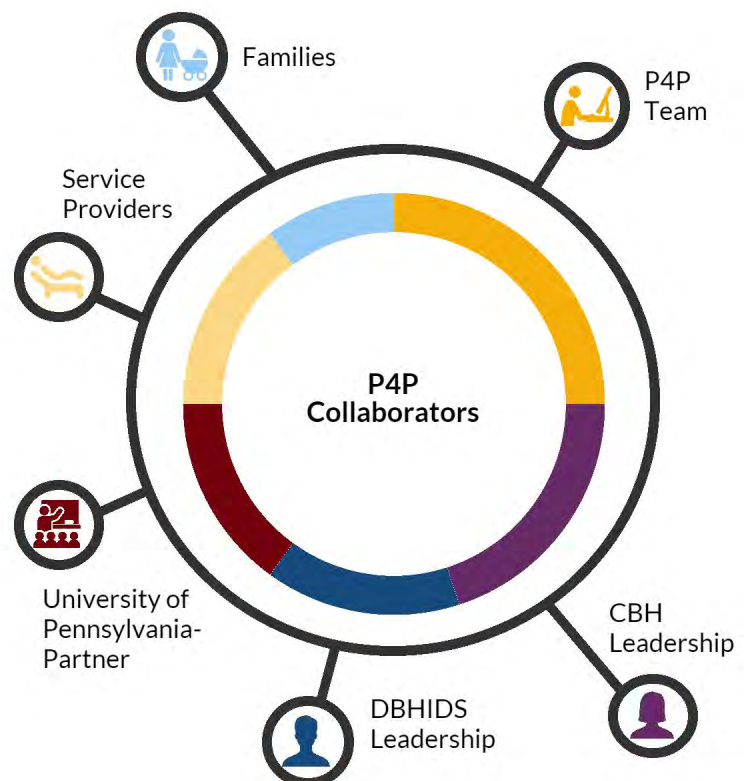 Families
P4P
Team
Service
Providers
P4P
Collaborators
University of
Pennsylvania-
Partner
CBH
Leadership
DBHIDS
Leadership